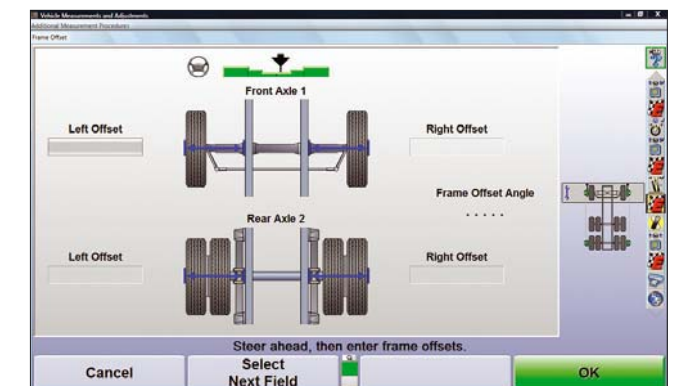 Vehicle Measurements and Adjustments
Additional Measurement Procedures
Frame Offset
Front Axle 1
Left Offset
Right Offset
Frame Offset Angle
.....
Rear Axle 2
Left Offset
Right Offset
Steer ahead, then enter frame offsets.
Cancel
Select
Next Field
OK